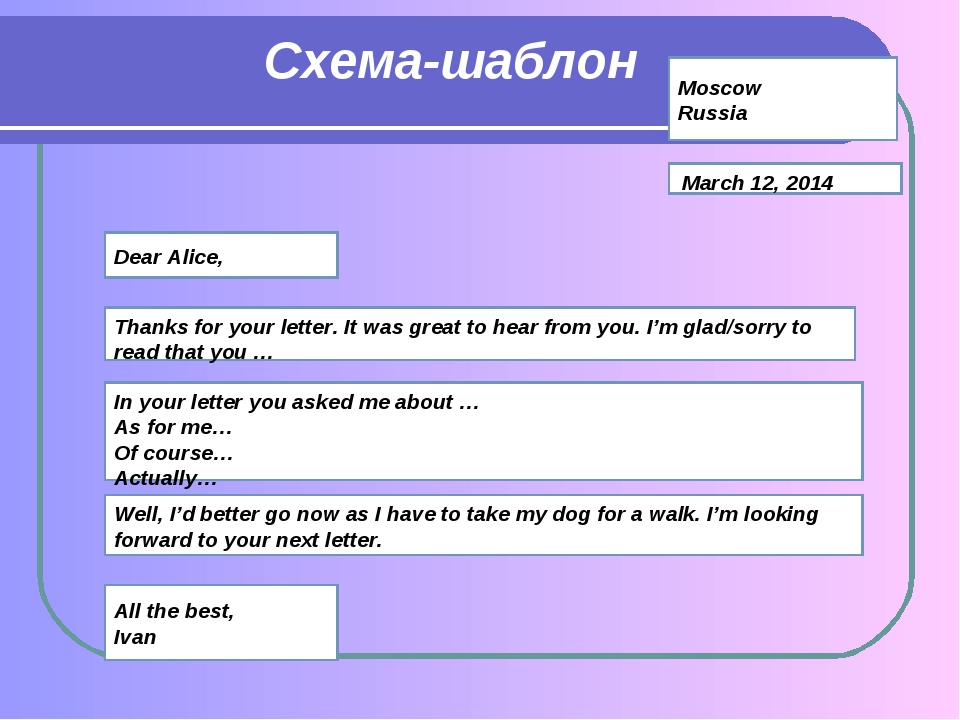 Схема-шаблон
Moscow
Russia
March 12, 2014
Dear Alice,
Thanks for your letter. It was great to hear from you. I’m glad/sorry to
read that you …
In your letter you asked me about …
As for me…
Of course…
Actually…
Well, I’d better go now as I have to take my dog for a walk. I’m looking
forward to your next letter.
All the best,
Ivan